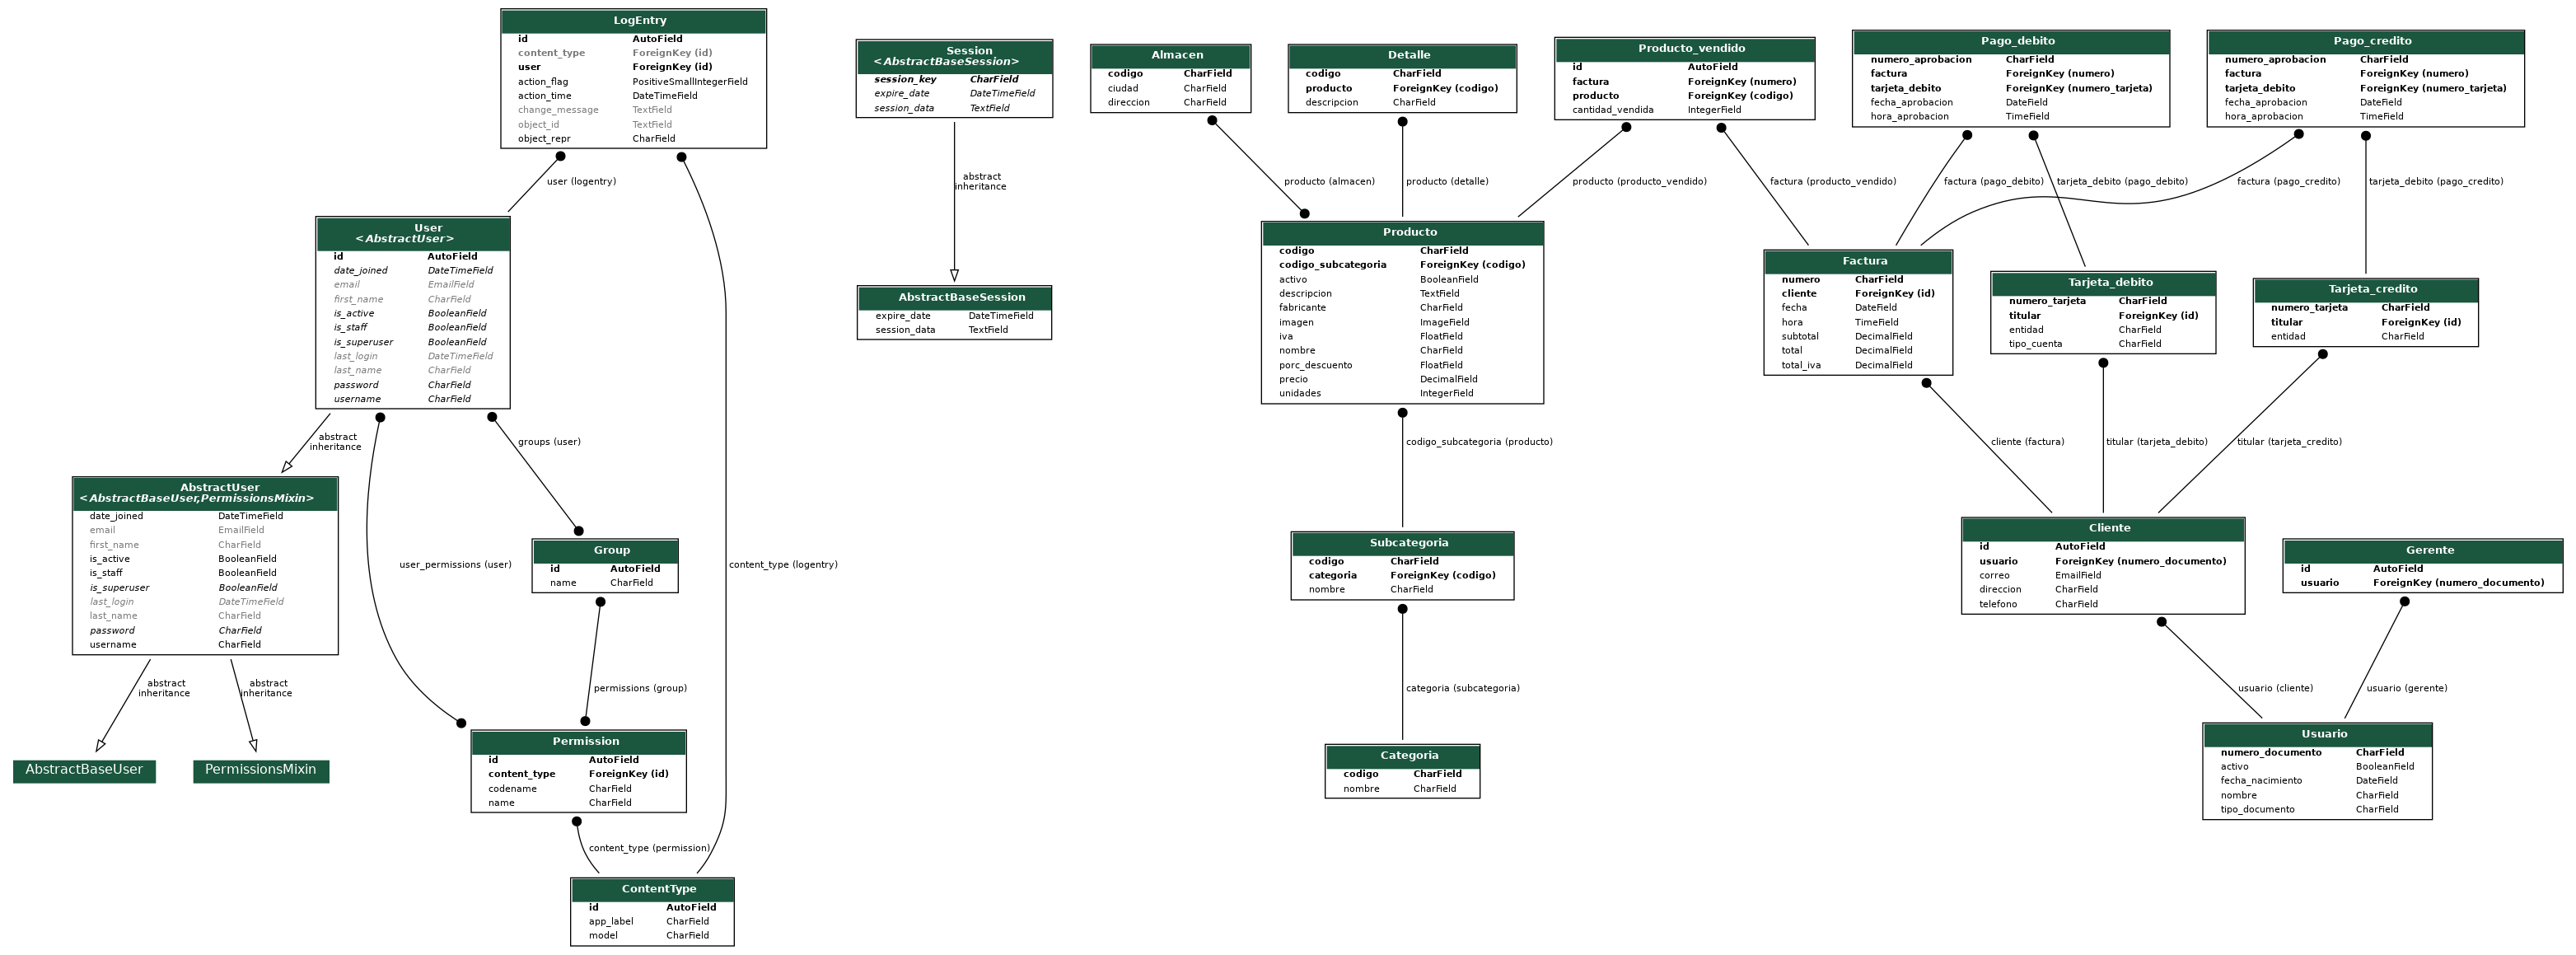 LogEntry
id AutoField
content_type ForeignKey (id)
user ForeignKey (id)
action_flag PositiveSmallIntegerField
action_time DateTimeField
change_message TextField
object_id TextField
object_repr CharField
user (logentry)
content_type (logentry)
User
<AbstractUser>
id AutoField
date_joined DateTimeField
email EmailField
first_name CharField
is_active BooleanField
is_staff BooleanField
is_superuser BooleanField
last_login DateTimeField
last_name CharField
password CharField
username CharField
abstract
inheritance
groups (user)
user_permissions (user)
AbstractUser
<AbstractBaseUser,PermissionsMixin>
date_joined DateTimeField
email EmailField
first_name CharField
is_active BooleanField
is_staff BooleanField
is_superuser BooleanField
last_login DateTimeField
last_name CharField
password CharField
username CharField
abstract
inheritance
abstract
inheritance
AbstractBaseUser
PermissionsMixin
Group
id AutoField
name CharField
permissions (group)
Permission
id AutoField
content_type ForeignKey (id)
codename CharField
name CharField
content_type (permission)
ContentType
id AutoField
app_label CharField
model CharField
Session
<AbstractBaseSession>
session_key CharField
expire_date DateTimeField
session_data TextField
abstract
inheritance
AbstractBaseSession
expire_date DateTimeField
session_data TextField
Almacen
codigo CharField
ciudad CharField
direccion CharField
producto (almacen)
Detalle
codigo CharField
producto ForeignKey (codigo)
descripcion CharField
producto (detalle)
Producto_vendido
id AutoField
factura ForeignKey (numero)
producto ForeignKey (codigo)
cantidad_vendida IntegerField
producto (producto_vendido)
factura (producto_vendido)
Pago_debito
numero_aprobacion CharField
factura ForeignKey (numero)
tarjeta_debito ForeignKey (numero_tarjeta)
fecha_aprobacion DateField
hora_aprobacion TimeField
factura (pago_debito)
tarjeta_debito (pago_debito)
Pago_credito
numero_aprobacion CharField
factura ForeignKey (numero)
tarjeta_debito ForeignKey (numero_tarjeta)
fecha_aprobacion DateField
hora_aprobacion TimeField
factura (pago_credito)
tarjeta_debito (pago_credito)
Producto
codigo CharField
codigo_subcategoria ForeignKey (codigo)
activo BooleanField
descripcion TextField
fabricante CharField
imagen ImageField
iva FloatField
nombre CharField
porc_descuento FloatField
precio DecimalField
unidades IntegerField
codigo_subcategoria (producto)
Subcategoria
codigo CharField
categoria ForeignKey (codigo)
nombre CharField
categoria (subcategoria)
Categoria
codigo CharField
nombre CharField
Factura
numero CharField
cliente ForeignKey (id)
fecha DateField
hora TimeField
subtotal DecimalField
total DecimalField
total_iva DecimalField
cliente (factura)
Tarjeta_debito
numero_tarjeta CharField
titular ForeignKey (id)
entidad CharField
tipo_cuenta CharField
titular (tarjeta_debito)
Tarjeta_credito
numero_tarjeta CharField
titular ForeignKey (id)
entidad CharField
titular (tarjeta_credito)
Cliente
id AutoField
usuario ForeignKey (numero_documento)
correo EmailField
direccion CharField
telefono CharField
usuario (cliente)
Gerente
id AutoField
usuario ForeignKey (numero_documento)
usuario (gerente)
Usuario
numero_documento CharField
activo BooleanField
fecha_nacimiento DateField
nombre CharField
tipo_documento CharField